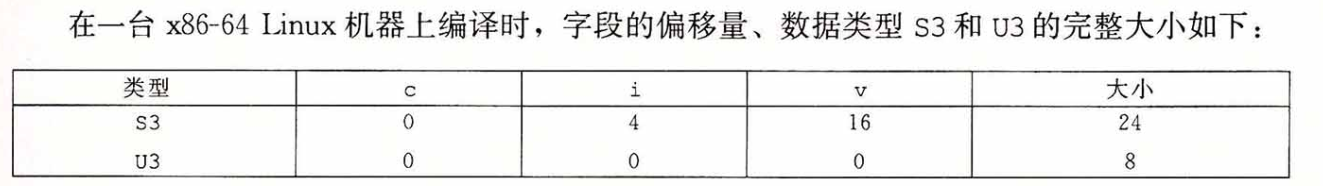 在一台 x86-64 Linux 机器上编译时，字段的偏移量、数据类型 S3 和 U3 的完整大小如下：
类型 c i v 大小
S3 0 4 16 24
U3 0 0 0 8